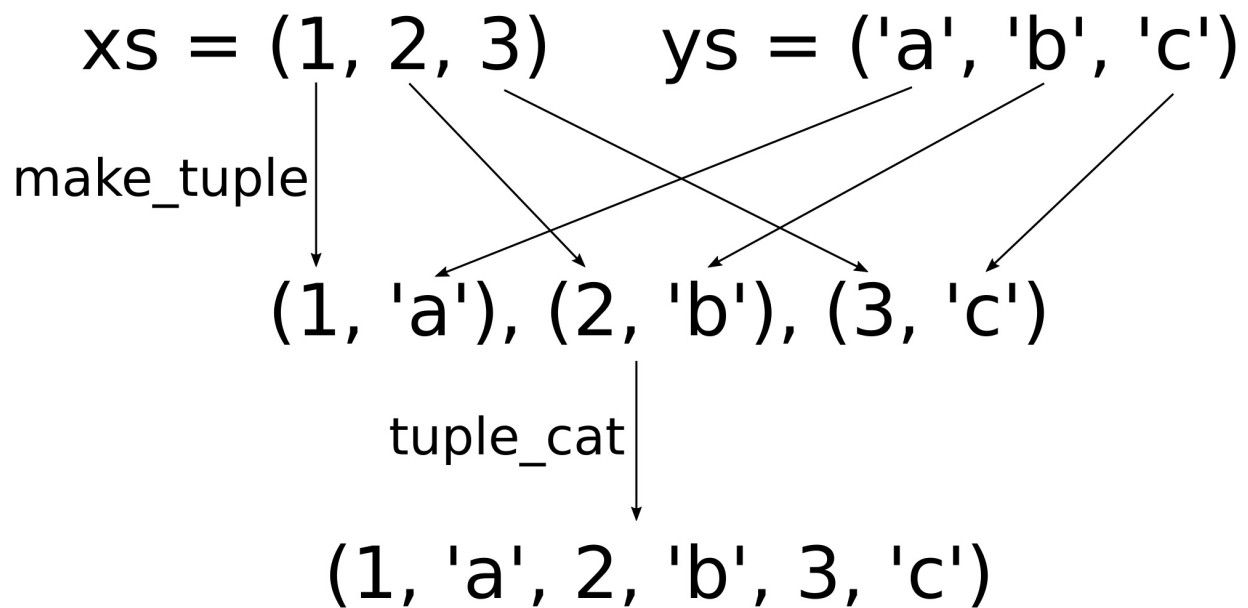 xs = (1, 2, 3) ys = ('a', 'b', 'c')
make_tuple
(1, 'a'), (2, 'b'), (3, 'c')
tuple_cat
(1, 'a', 2, 'b', 3, 'c')